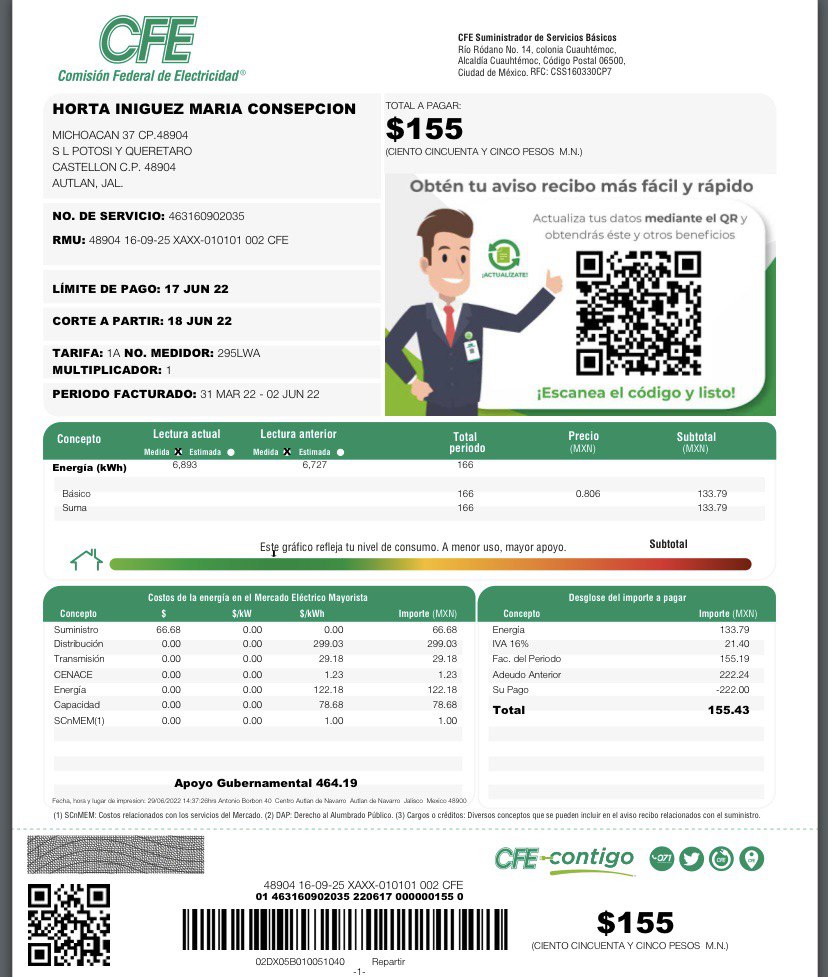 CFE
Comisión Federal de Electricidad®
CFE Suministrador de Servicios Básicos
Río Ródano No. 14, colonia Cuauhtémoc,
Alcaldía Cuauhtémoc, Código Postal 06500,
Ciudad de México. RFC: CSS160330CP7
HORTA INIGUEZ MARIA CONSEPCION
MICHOACAN 37 CP.48904
S L POTOSI Y QUERETARO
CASTELLON C.P. 48904
AUTLAN, JAL.
TOTAL A PAGAR:
$155
(CIENTO CINCUENTA Y CINCO PESOS M.N.)
NO. DE SERVICIO: 463160902035
RMU: 48904 16-09-25 XAXX-010101 002 CFE
LÍMITE DE PAGO: 17 JUN 22
CORTE A PARTIR: 18 JUN 22
TARIFA: 1A NO. MEDIDOR: 295LWA
MULTIPLICADOR: 1
PERIODO FACTURADO: 31 MAR 22 - 02 JUN 22
Obtén tu aviso recibo más fácil y rápido
Actualiza tus datos mediante el QR y
obtendrás éste y otros beneficios
¡ACTUALÍZATE!
CFE
¡Escanea el código y listo!
Concepto Lectura actual Lectura anterior Total periodo Precio (MXN) Subtotal (MXN)
Medida X Estimada Medida X Estimada
Energía (kWh) 6,893 6,727 166
Básico 166 0.806 133.79
Suma 166 133.79
Este gráfico refleja tu nivel de consumo. A menor uso, mayor apoyo. Subtotal
Costos de la energía en el Mercado Eléctrico Mayorista
Concepto $ $/kW $/kWh Importe (MXN)
Suministro 66.68 0.00 0.00 66.68
Distribución 0.00 0.00 299.03 299.03
Transmisión 0.00 0.00 29.18 29.18
CENACE 0.00 0.00 1.23 1.23
Energía 0.00 0.00 122.18 122.18
Capacidad 0.00 0.00 78.68 78.68
SCnMEM(1) 0.00 0.00 1.00 1.00
Apoyo Gubernamental 464.19
Fecha, hora y lugar de impresion: 29/06/2022 14:37:26hrs Antonio Borbon 40 Centro Autlan de Navarro Autlan de Navarro Jalisco Mexico 48900
Desglose del importe a pagar
Concepto Importe (MXN)
Energía 133.79
IVA 16% 21.40
Fac. del Periodo 155.19
Adeudo Anterior 222.24
Su Pago -222.00
Total 155.43
(1) SCnMEM: Costos relacionados con los servicios del Mercado. (2) DAP: Derecho al Alumbrado Público. (3) Cargos o créditos: Diversos conceptos que se pueden incluir en el aviso recibo relacionados con el suministro.
CFE contigo
071
CFE
CFE
48904 16-09-25 XAXX-010101 002 CFE
01 463160902035 220617 000000155 0
02DX05B010051040 Repartir
-1-
$155
(CIENTO CINCUENTA Y CINCO PESOS M.N.)